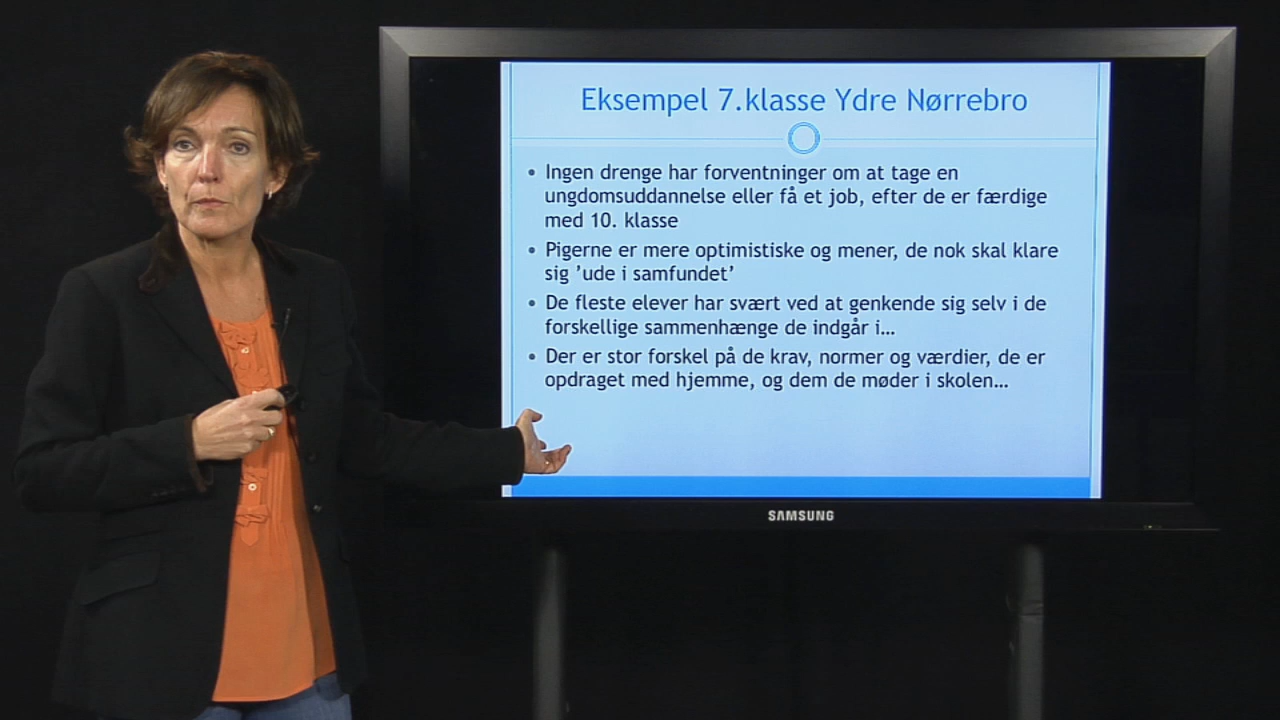 Eksempel 7.klasse Ydre Nørrebro
• Ingen drenge har forventninger om at tage en
ungdomsuddannelse eller få et job, efter de er færdige
med 10. klasse
• Pigerne er mere optimistiske og mener, de nok skal klare
sig ’ude i samfundet’
• De fleste elever har svært ved at genkende sig selv i de
forskellige sammenhænge de indgår i…
• Der er stor forskel på de krav, normer og værdier, de er
opdraget med hjemme, og dem de møder i skolen…
SAMSUNG